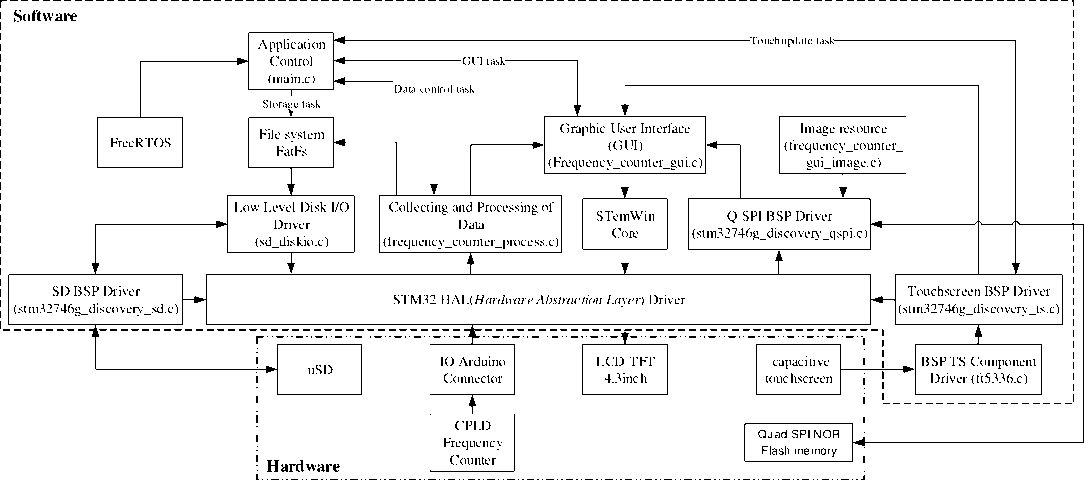 Software
Touchupdate task
Application
Control
(main.c)
GUI task
Data control task
Storage task
FreeRTOS
File system
FatFs
Graphic User Interface
(GUI)
(Frequency_counter_gui.c)
Image resource
(frequency_counter_
gui_image.c)
Low Level Disk I/O
Driver
(sd_diskio.c)
Collecting and Processing of
Data
(frequency_counter_process.c)
STemWin
Core
Q SPI BSP Driver
(stm32746g_discovery_qspi.c)
SD BSP Driver
(stm32746g_discovery_sd.c)
STM32 HAL(Hardware Abstraction Layer) Driver
Touchscreen BSP Driver
(stm32746g_discovery_ts.c)
uSD
IO Arduino
Connector
LCD TFT
4.3inch
capacitive
touchscreen
BSP TS Component
Driver (ft5336.c)
CPLD
Frequency
Counter
Quad SPI NOR
Flash memory
Hardware